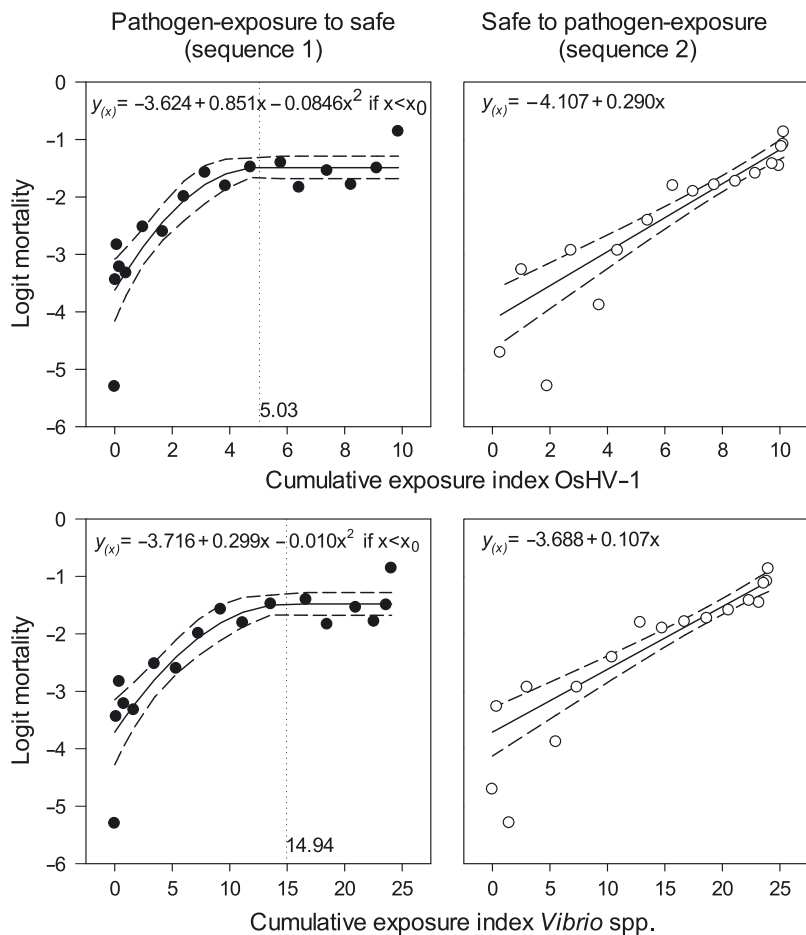 Pathogen-exposure to safe
(sequence 1)
Safe to pathogen-exposure
(sequence 2)
0
−1
−2
−3
−4
−5
−6
Logit mortality
y(x) = −3.624 + 0.851x − 0.0846x² if x<x₀
5.03
0 2 4 6 8 10
y(x) = −4.107 + 0.290x
0 2 4 6 8 10
Cumulative exposure index OsHV−1
0
−1
−2
−3
−4
−5
−6
Logit mortality
y(x) = −3.716 + 0.299x − 0.010x² if x<x₀
14.94
0 5 10 15 20 25
y(x) = −3.688 + 0.107x
0 5 10 15 20 25
Cumulative exposure index Vibrio spp.